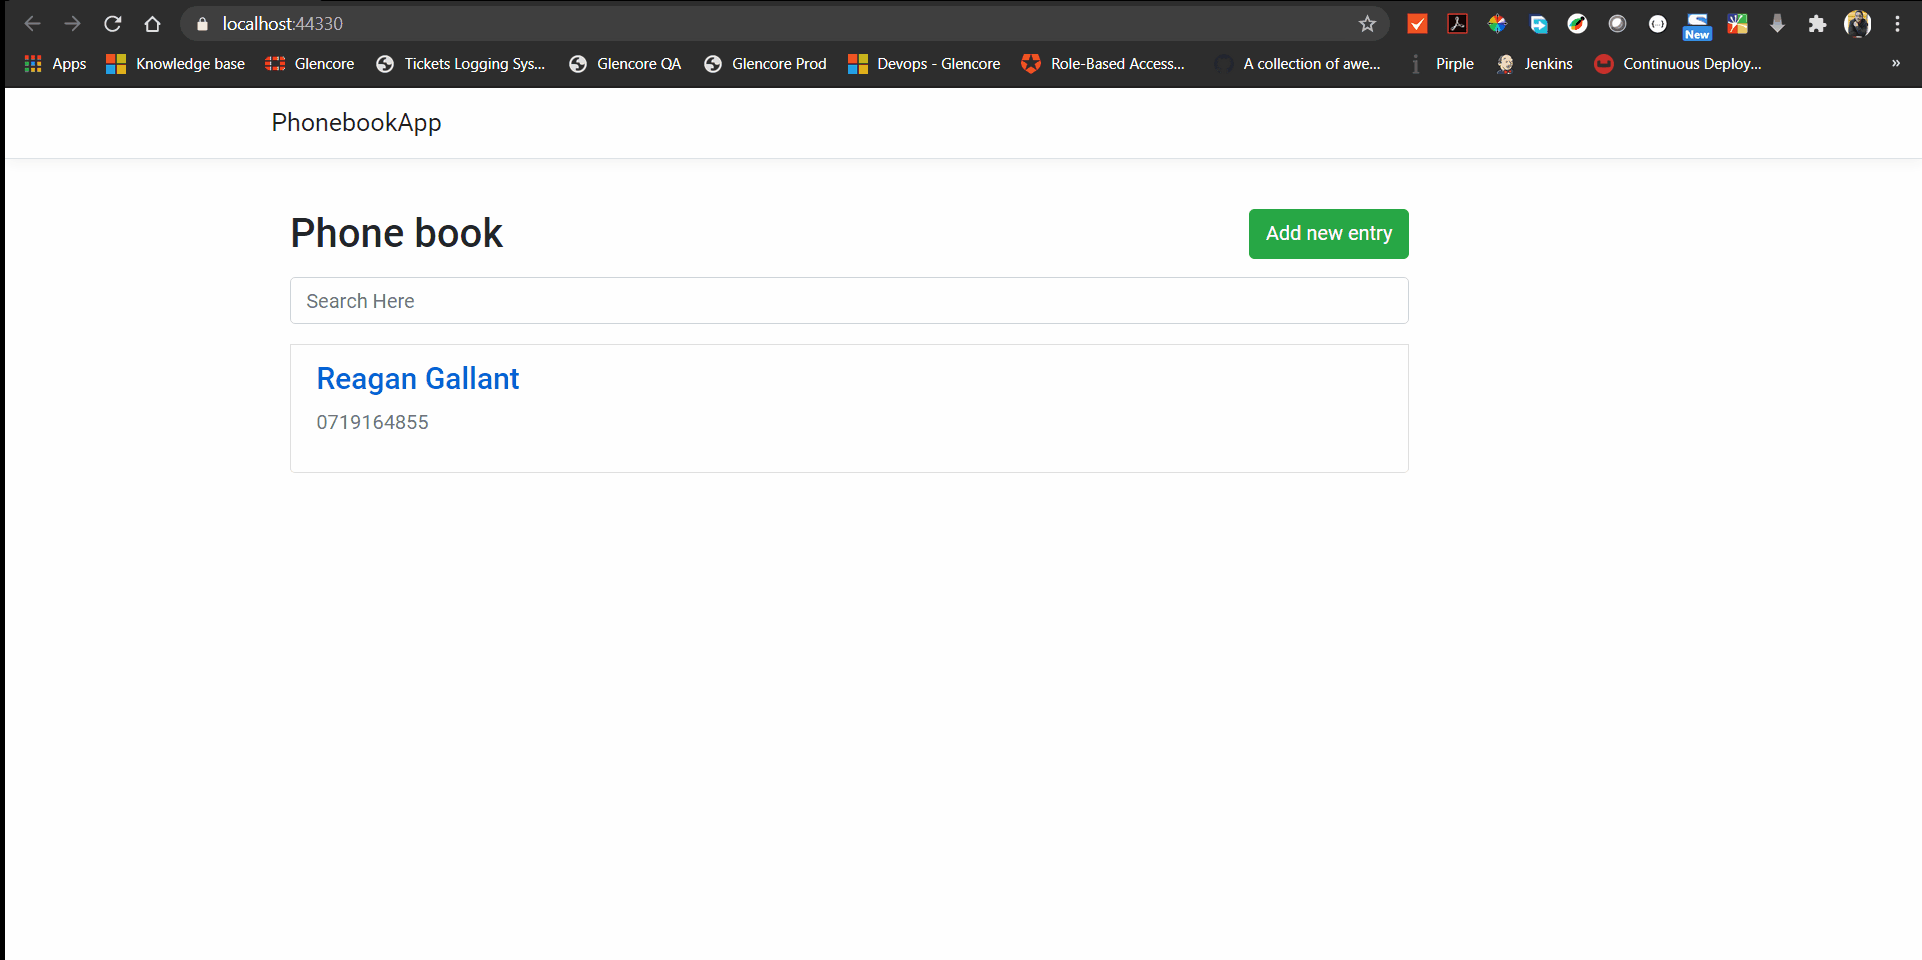 localhost:44330
New
Apps Knowledge base Glencore Tickets Logging Sys... Glencore QA Glencore Prod Devops - Glencore Role-Based Access... A collection of awe... Pirple Jenkins Continuous Deploy... »
PhonebookApp
Phone book Add new entry
Search Here
Reagan Gallant
0719164855